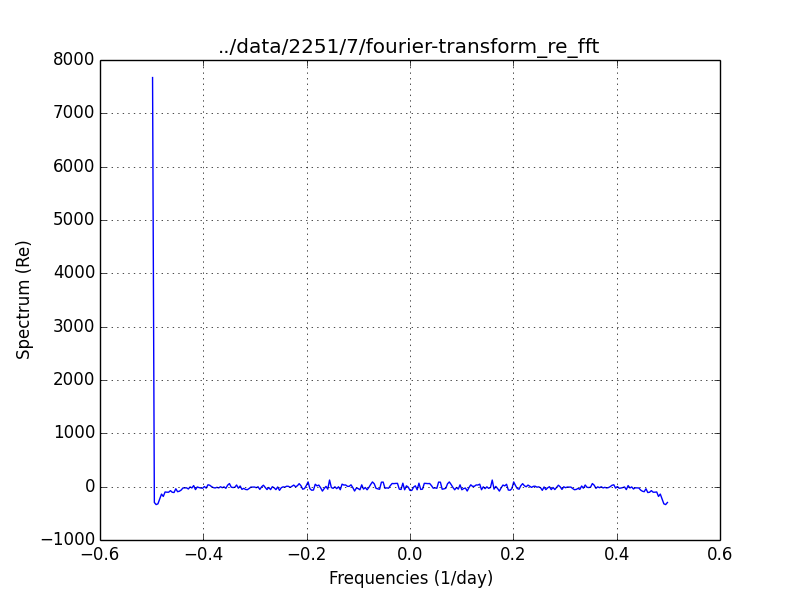 ../data/2251/7/fourier-transform_re_fft
8000
7000
6000
5000
4000
3000
2000
1000
0
−1000
Spectrum (Re)
−0.6 −0.4 −0.2 0.0 0.2 0.4 0.6
Frequencies (1/day)